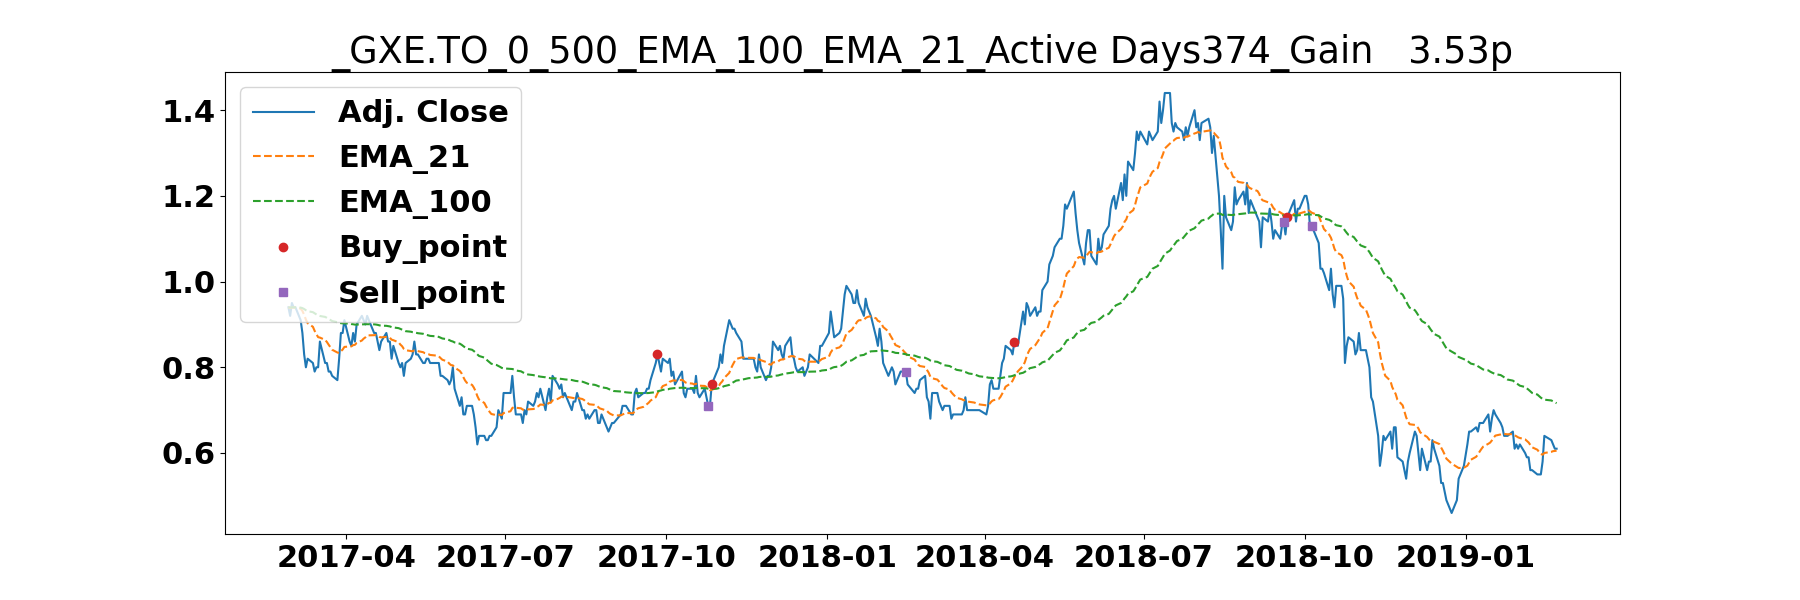 _GXE.TO_0_500_EMA_100_EMA_21_Active Days374_Gain   3.53p
1.4
1.2
1.0
0.8
0.6
Adj. Close
EMA_21
EMA_100
Buy_point
Sell_point
2017-04 2017-07 2017-10 2018-01 2018-04 2018-07 2018-10 2019-01